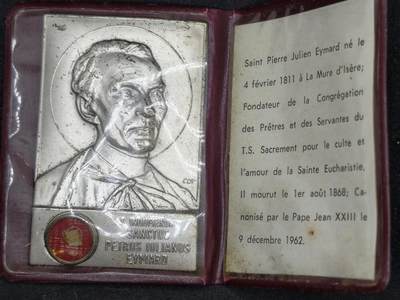 SANCTUS
PETRUS IULIANUS
EYMARD
Saint Pierre Julien Eymard né le
4 février 1811 à La Mure d'Isère;
Fondateur de la Congrégation
des Prêtres et des Servantes du
T.S. Sacrement pour le culte et
l'amour de la Sainte Eucharistie.
Il mourut le 1er août 1868; Ca-
nonisé par le Pape Jean XXIII le
9 décembre 1962.